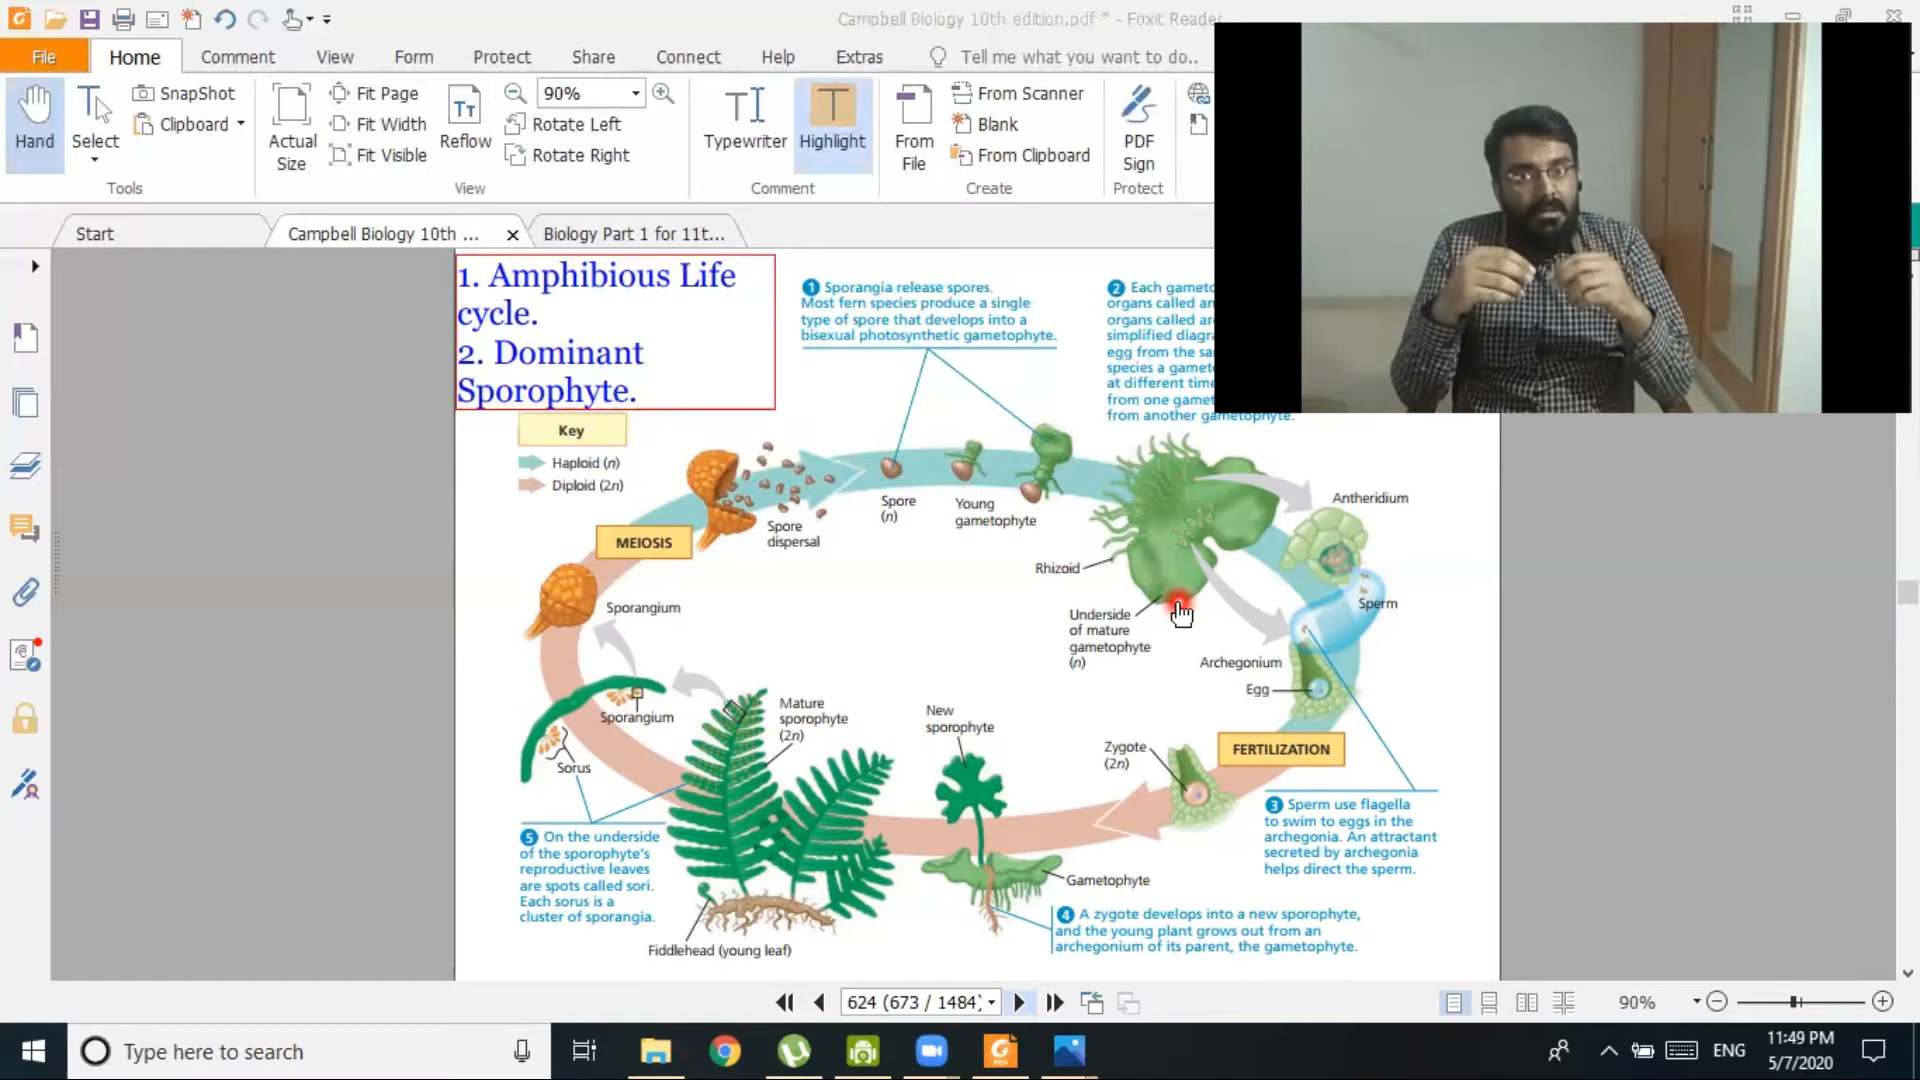 Campbell Biology 10th edition.pdf * - Foxit Reader
File
Home
Comment
View
Form
Protect
Share
Connect
Help
Extras
Tell me what you want to do..
Hand
Select
SnapShot
Clipboard
Tools
Actual
Size
Fit Page
Fit Width
Fit Visible
Reflow
90%
Rotate Left
Rotate Right
View
Typewriter
Highlight
Comment
From
File
From Scanner
Blank
From Clipboard
Create
PDF
Sign
Protect
Start
Campbell Biology 10th ...
Biology Part 1 for 11t...
1. Amphibious Life
cycle.
2. Dominant
Sporophyte.
1 Sporangia release spores.
Most fern species produce a single
type of spore that develops into a
bisexual photosynthetic gametophyte.
2 Each
organs called
organs called
simplified
egg from the
species a
at different
from one
from another gametophyte.
Key
Haploid (n)
Diploid (2n)
MEIOSIS
Spore
dispersal
Spore
(n)
Young
gametophyte
Antheridium
Rhizoid
Underside
of mature
gametophyte
(n)
Sperm
Archegonium
Egg
FERTILIZATION
Sporangium
Sporangium
Sorus
Mature
sporophyte
(2n)
New
sporophyte
Zygote
(2n)
Gametophyte
3 Sperm use flagella
to swim to eggs in the
archegonia. An attractant
secreted by archegonia
helps direct the sperm.
4 A zygote develops into a new sporophyte,
and the young plant grows out from an
archegonium of its parent, the gametophyte.
5 On the underside
of the sporophyte's
reproductive leaves
are spots called sori.
Each sorus is a
cluster of sporangia.
Fiddlehead (young leaf)
624 (673 / 1484)
90%
Type here to search
ENG
11:49 PM
5/7/2020